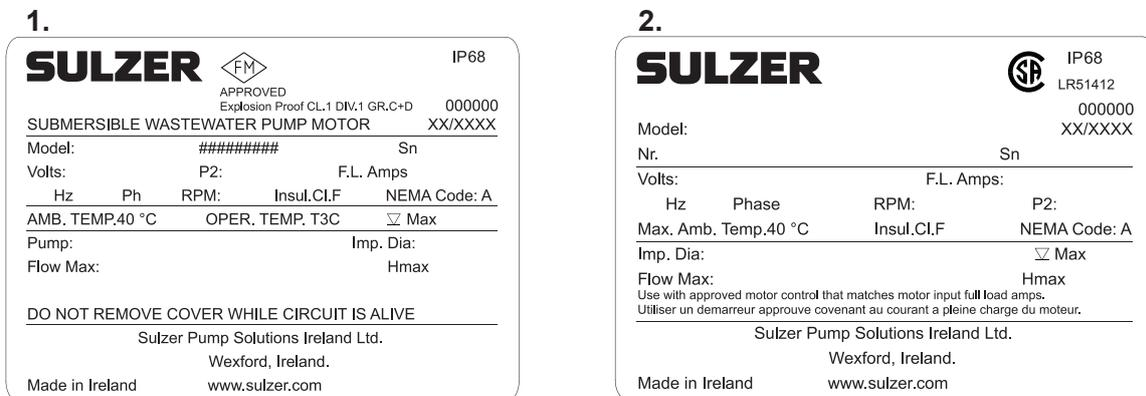 1.
SULZER FM IP68
APPROVED
Explosion Proof CL.1 DIV.1 GR.C+D 000000
SUBMERSIBLE WASTEWATER PUMP MOTOR XX/XXXX
Model: ######### Sn
Volts: P2: F.L. Amps
Hz Ph RPM: Insul.Cl.F NEMA Code: A
AMB. TEMP.40 °C OPER. TEMP. T3C Max
Pump: Imp. Dia:
Flow Max: Hmax
DO NOT REMOVE COVER WHILE CIRCUIT IS ALIVE
Sulzer Pump Solutions Ireland Ltd.
Wexford, Ireland.
Made in Ireland www.sulzer.com
2.
SULZER SA IP68
LR51412
000000
Model: XX/XXXX
Nr. Sn
Volts: F.L. Amps:
Hz Phase RPM: P2:
Max. Amb. Temp.40 °C Insul.Cl.F NEMA Code: A
Imp. Dia: Max
Flow Max: Hmax
Use with approved motor control that matches motor input full load amps.
Utiliser un demarreur approuve covenant au courant a pleine charge du moteur.
Sulzer Pump Solutions Ireland Ltd.
Wexford, Ireland.
Made in Ireland www.sulzer.com